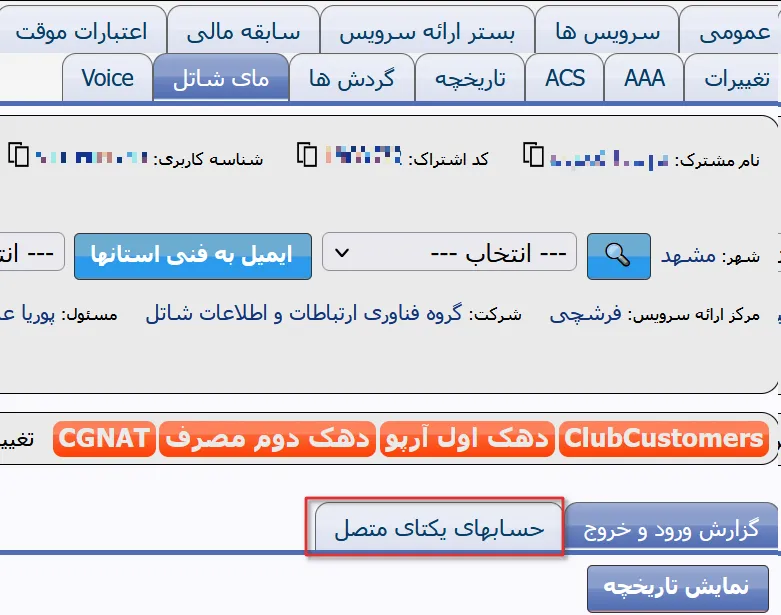 عمومی سرویس ها بستر ارائه سرویس سابقه مالی اعتبارات موقت
تغییرات AAA ACS تاریخچه گردش ها مای شاتل Voice
نام مشترک: کد اشتراک: شناسه کاربری:
شهر: مشهد --- انتخاب --- ایمیل به فنی استانها ---
مرکز ارائه سرویس: فرشچی شرکت: گروه فناوری ارتباطات و اطلاعات شاتل مسئول: پوریا
ClubCustomers دهک اول آرپو دهک دوم مصرف CGNAT
گزارش ورود و خروج حسابهای یکتای متصل
نمایش تاریخچه